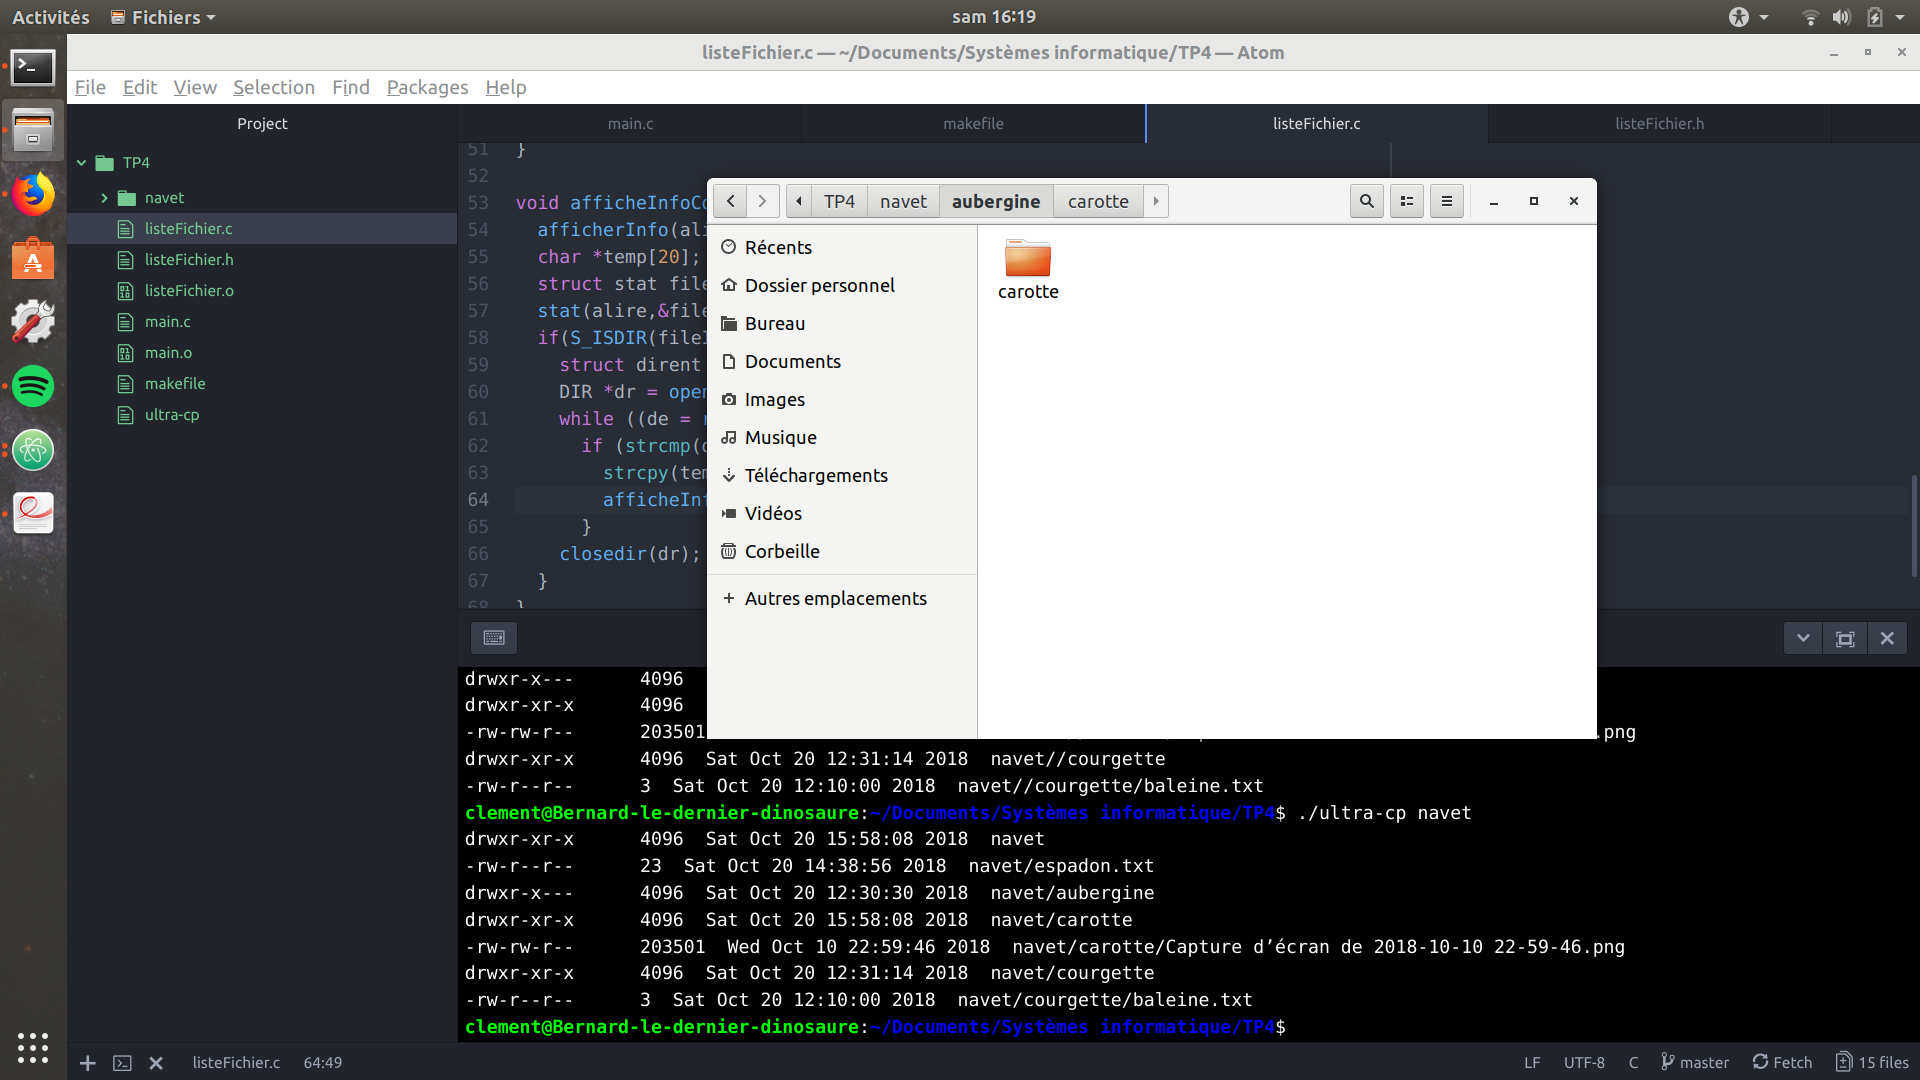 Activités Fichiers sam 16:19
listeFichier.c — ~/Documents/Systèmes informatique/TP4 — Atom
File Edit View Selection Find Packages Help
Project
TP4
navet
listeFichier.c
listeFichier.h
listeFichier.o
main.c
main.o
makefile
ultra-cp
main.c makefile listeFichier.c listeFichier.h
51 }
52
53 void afficheInfoCo
54 afficherInfo(ali
55 char *temp[20];
56 struct stat file
57 stat(alire,&file
58 if(S_ISDIR(fileI
59 struct dirent
60 DIR *dr = open
61 while ((de = r
62 if (strcmp(d
63 strcpy(tem
64 afficheInf
65 }
66 closedir(dr);
67 }
68 }
TP4 navet aubergine carotte
Récents
Dossier personnel
Bureau
Documents
Images
Musique
Téléchargements
Vidéos
Corbeille
+ Autres emplacements
carotte
drwxr-x--- 4096
drwxr-xr-x 4096
-rw-rw-r-- 203501 .png
drwxr-xr-x 4096 Sat Oct 20 12:31:14 2018 navet//courgette
-rw-r--r-- 3 Sat Oct 20 12:10:00 2018 navet//courgette/baleine.txt
clement@Bernard-le-dernier-dinosaure:~/Documents/Systèmes informatique/TP4$ ./ultra-cp navet
drwxr-xr-x 4096 Sat Oct 20 15:58:08 2018 navet
-rw-r--r-- 23 Sat Oct 20 14:38:56 2018 navet/espadon.txt
drwxr-x--- 4096 Sat Oct 20 12:30:30 2018 navet/aubergine
drwxr-xr-x 4096 Sat Oct 20 15:58:08 2018 navet/carotte
-rw-rw-r-- 203501 Wed Oct 10 22:59:46 2018 navet/carotte/Capture d’écran de 2018-10-10 22-59-46.png
drwxr-xr-x 4096 Sat Oct 20 12:31:14 2018 navet/courgette
-rw-r--r-- 3 Sat Oct 20 12:10:00 2018 navet/courgette/baleine.txt
clement@Bernard-le-dernier-dinosaure:~/Documents/Systèmes informatique/TP4$
listeFichier.c 64:49 LF UTF-8 C master Fetch 15 files